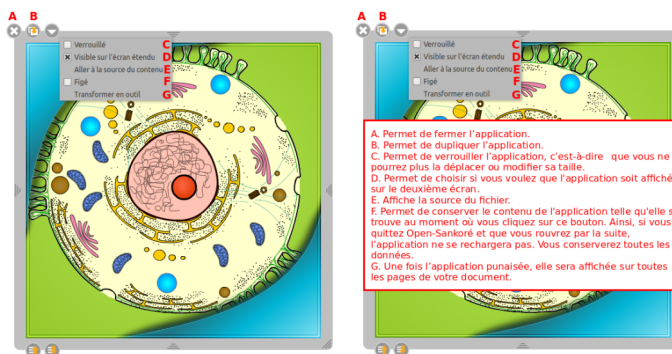 A B
Verrouillé C
Visible sur l'écran étendu D
Aller à la source du contenu E
Figé F
Transformer en outil G
A B
Verrouillé C
Visible sur l'écran étendu D
Aller à la source du contenu E
Figé F
Transformer en outil G
A. Permet de fermer l'application.
B. Permet de dupliquer l'application.
C. Permet de verrouiller l'application, c'est-à-dire que vous ne
pourrez plus la déplacer ou modifier sa taille.
D. Permet de choisir si vous voulez que l'application soit affiché
sur le deuxième écran.
E. Affiche la source du fichier.
F. Permet de conserver le contenu de l'application telle qu'elle s
trouve au moment où vous cliquez sur ce bouton. Ainsi, si vous
quittez Open-Sankoré et que vous rouvrez par la suite,
l'application ne se rechargera pas. Vous conserverez toutes les
données.
G. Une fois l'application punaisée, elle sera affichée sur toutes
les pages de votre document.